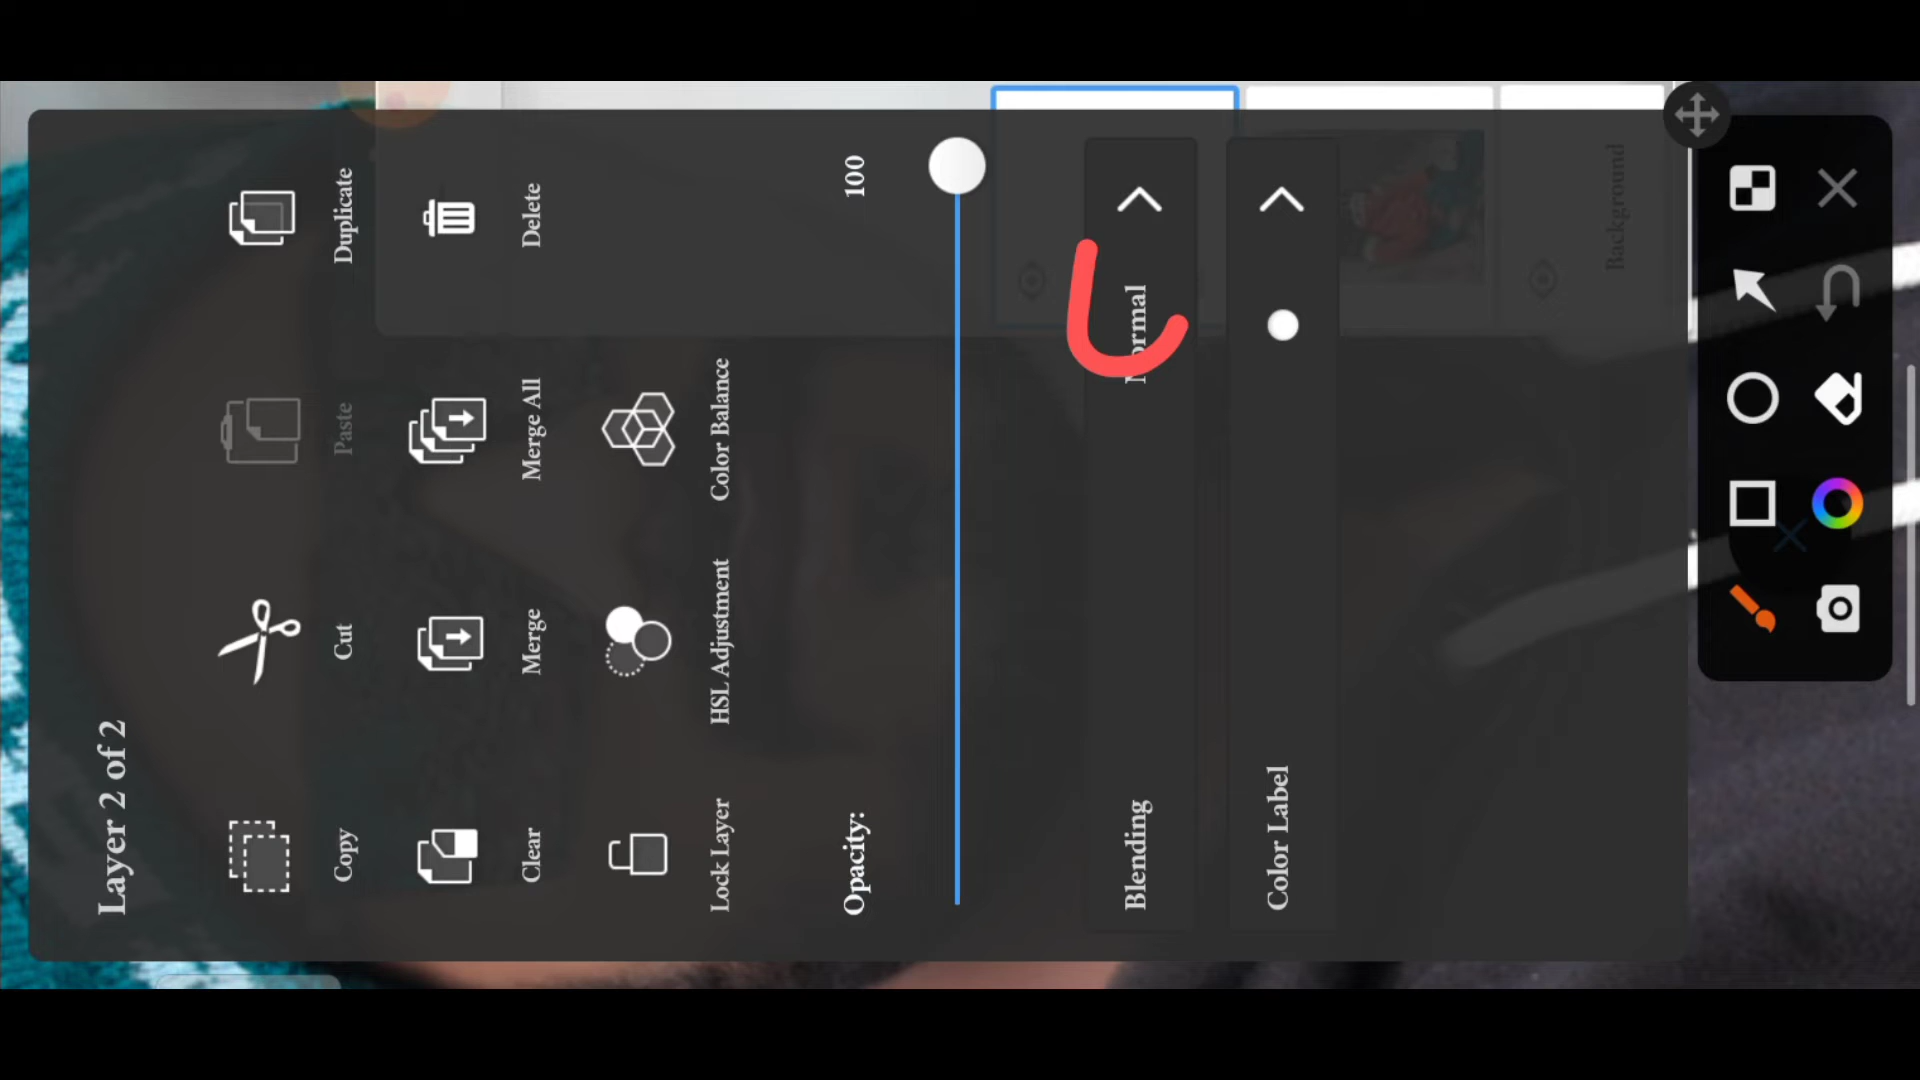 Layer 2 of 2
Copy
Cut
Paste
Duplicate
Clear
Merge
Merge All
Delete
Lock Layer
HSL Adjustment
Color Balance
Opacity:
100
Blending
Normal
Color Label
Background